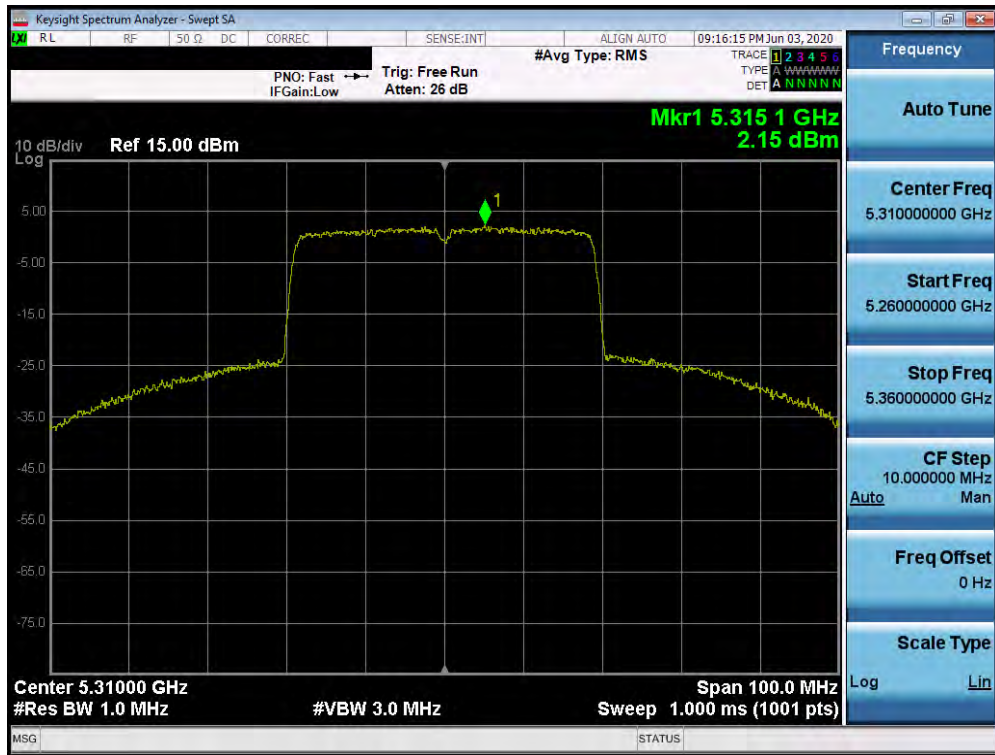 Keysight Spectrum Analyzer - Swept SA
LXI RL RF 50 Ω DC CORREC SENSE:INT ALIGN AUTO 09:16:15 PM Jun 03, 2020
#Avg Type: RMS
TRACE 1 2 3 4 5 6
PNO: Fast Trig: Free Run TYPE A WWWWW
IFGain:Low Atten: 26 dB DET A N N N N N
Mkr1 5.315 1 GHz
2.15 dBm
10 dB/div Ref 15.00 dBm
Log
1
5.00
-5.00
-15.0
-25.0
-35.0
-45.0
-55.0
-65.0
-75.0
Center 5.31000 GHz Span 100.0 MHz
#Res BW 1.0 MHz #VBW 3.0 MHz Sweep 1.000 ms (1001 pts)
MSG STATUS
Frequency
Auto Tune
Center Freq
5.310000000 GHz
Start Freq
5.260000000 GHz
Stop Freq
5.360000000 GHz
CF Step
10.000000 MHz
Auto Man
Freq Offset
0 Hz
Scale Type
Log Lin